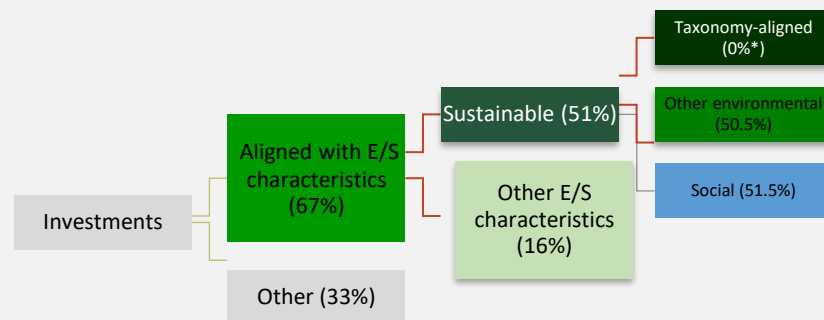 Investments
Aligned with E/S
characteristics
(67%)
Other (33%)
Sustainable (51%)
Other E/S
characteristics
(16%)
Taxonomy-aligned
(0%*)
Other environmental
(50.5%)
Social (51.5%)